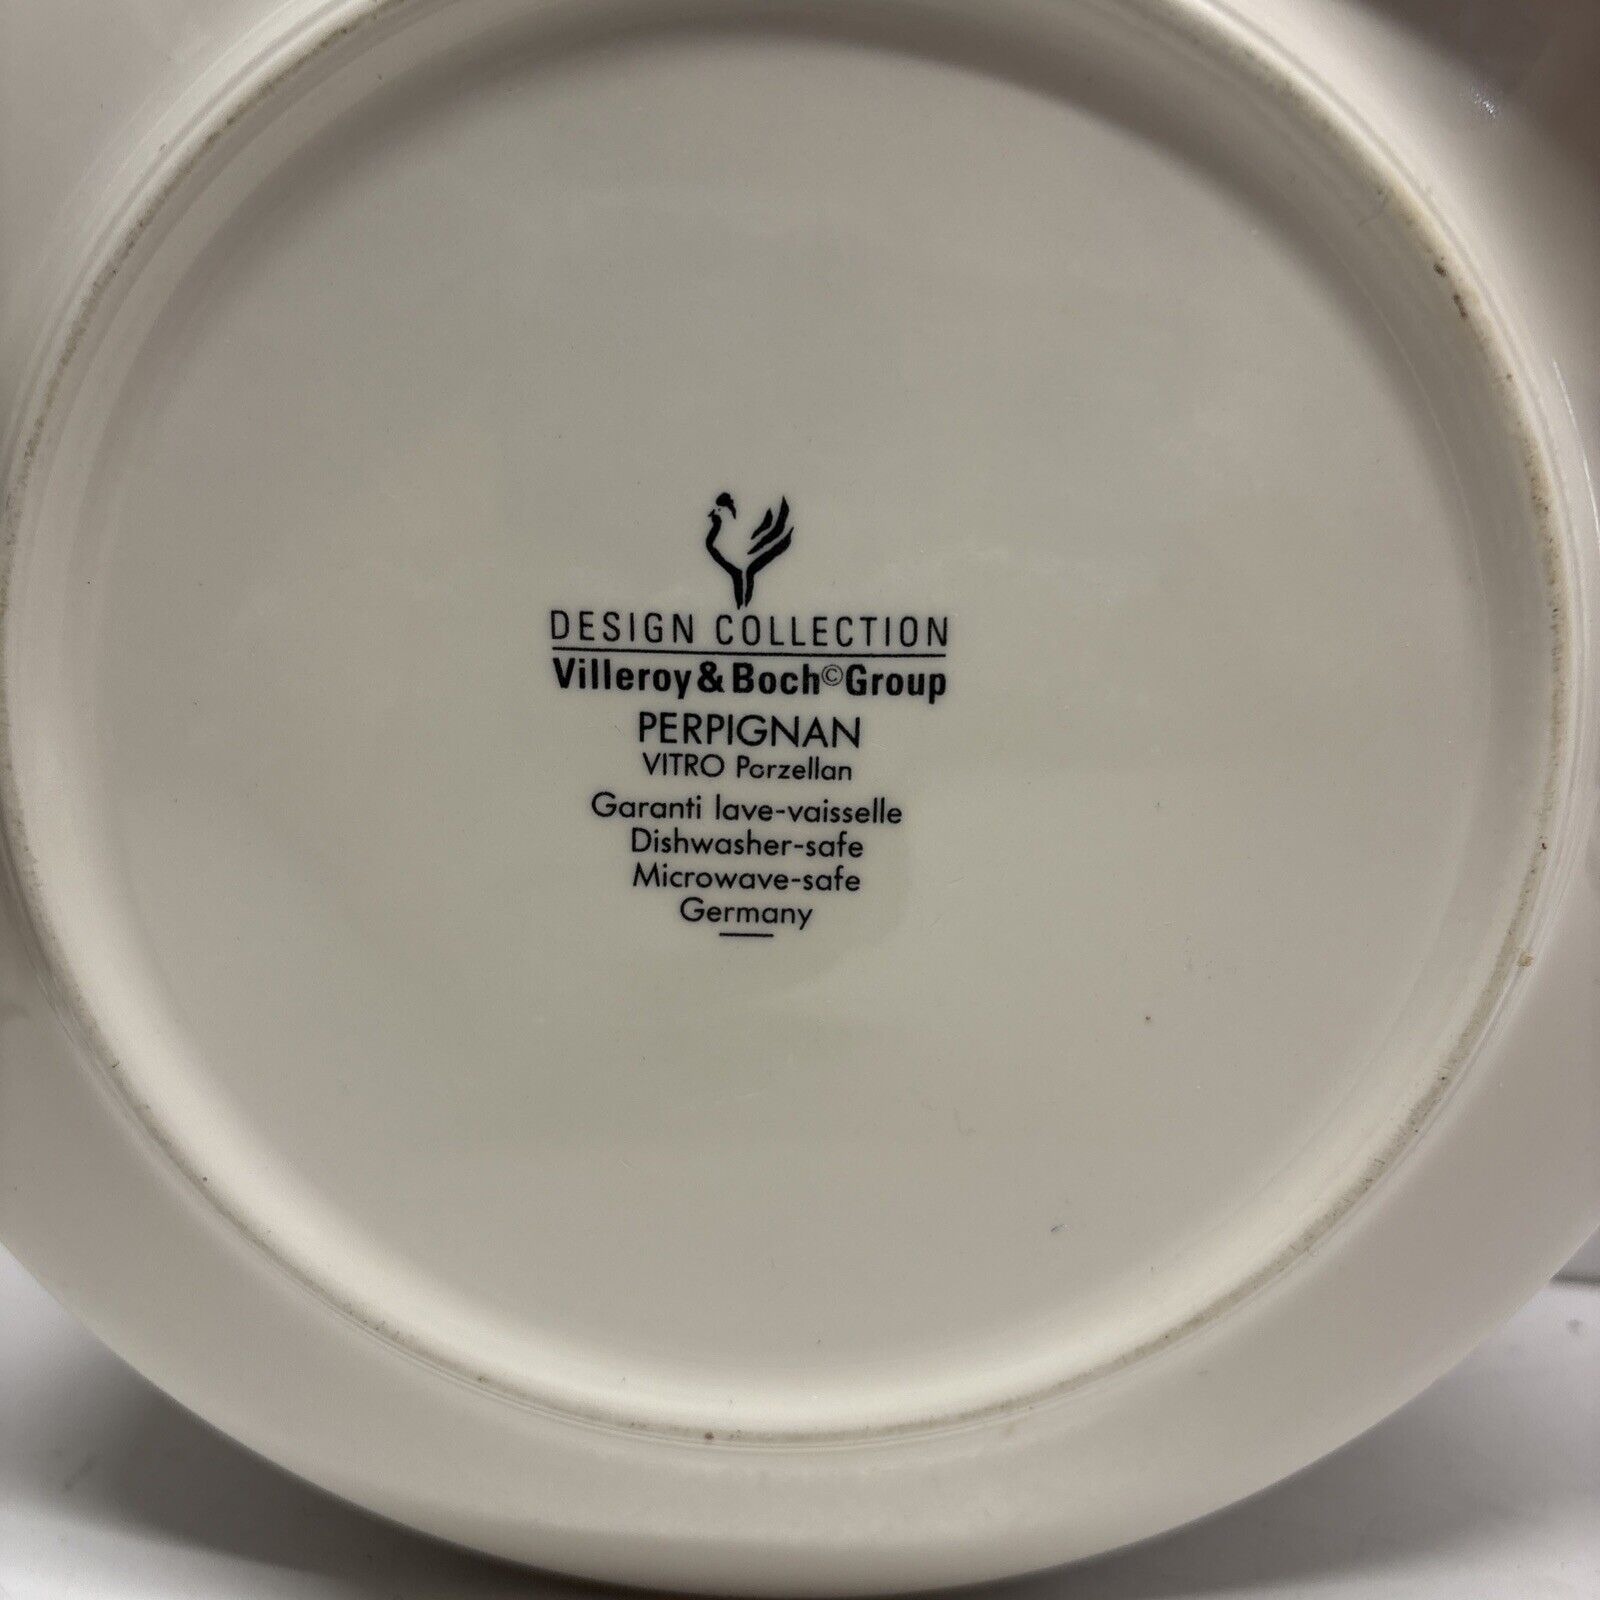 DESIGN COLLECTION
Villeroy & Boch © Group
PERPIGNAN
VITRO Porzellan
Garanti lave-vaisselle
Dishwasher-safe
Microwave-safe
Germany